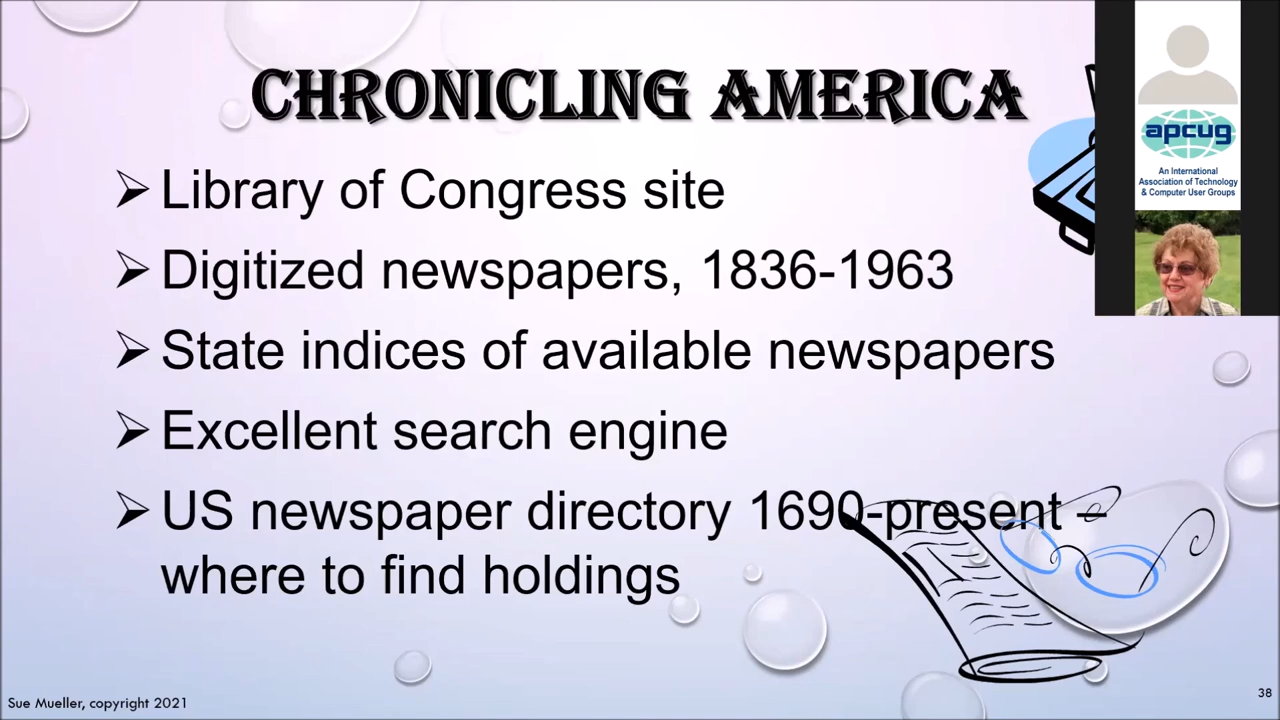 CHRONICLING AMERICA
➢ Library of Congress site
➢ Digitized newspapers, 1836-1963
➢ State indices of available newspapers
➢ Excellent search engine
➢ US newspaper directory 1690-present –
where to find holdings
apcug
An International
Association of Technology
& Computer User Groups
Sue Mueller, copyright 2021
38